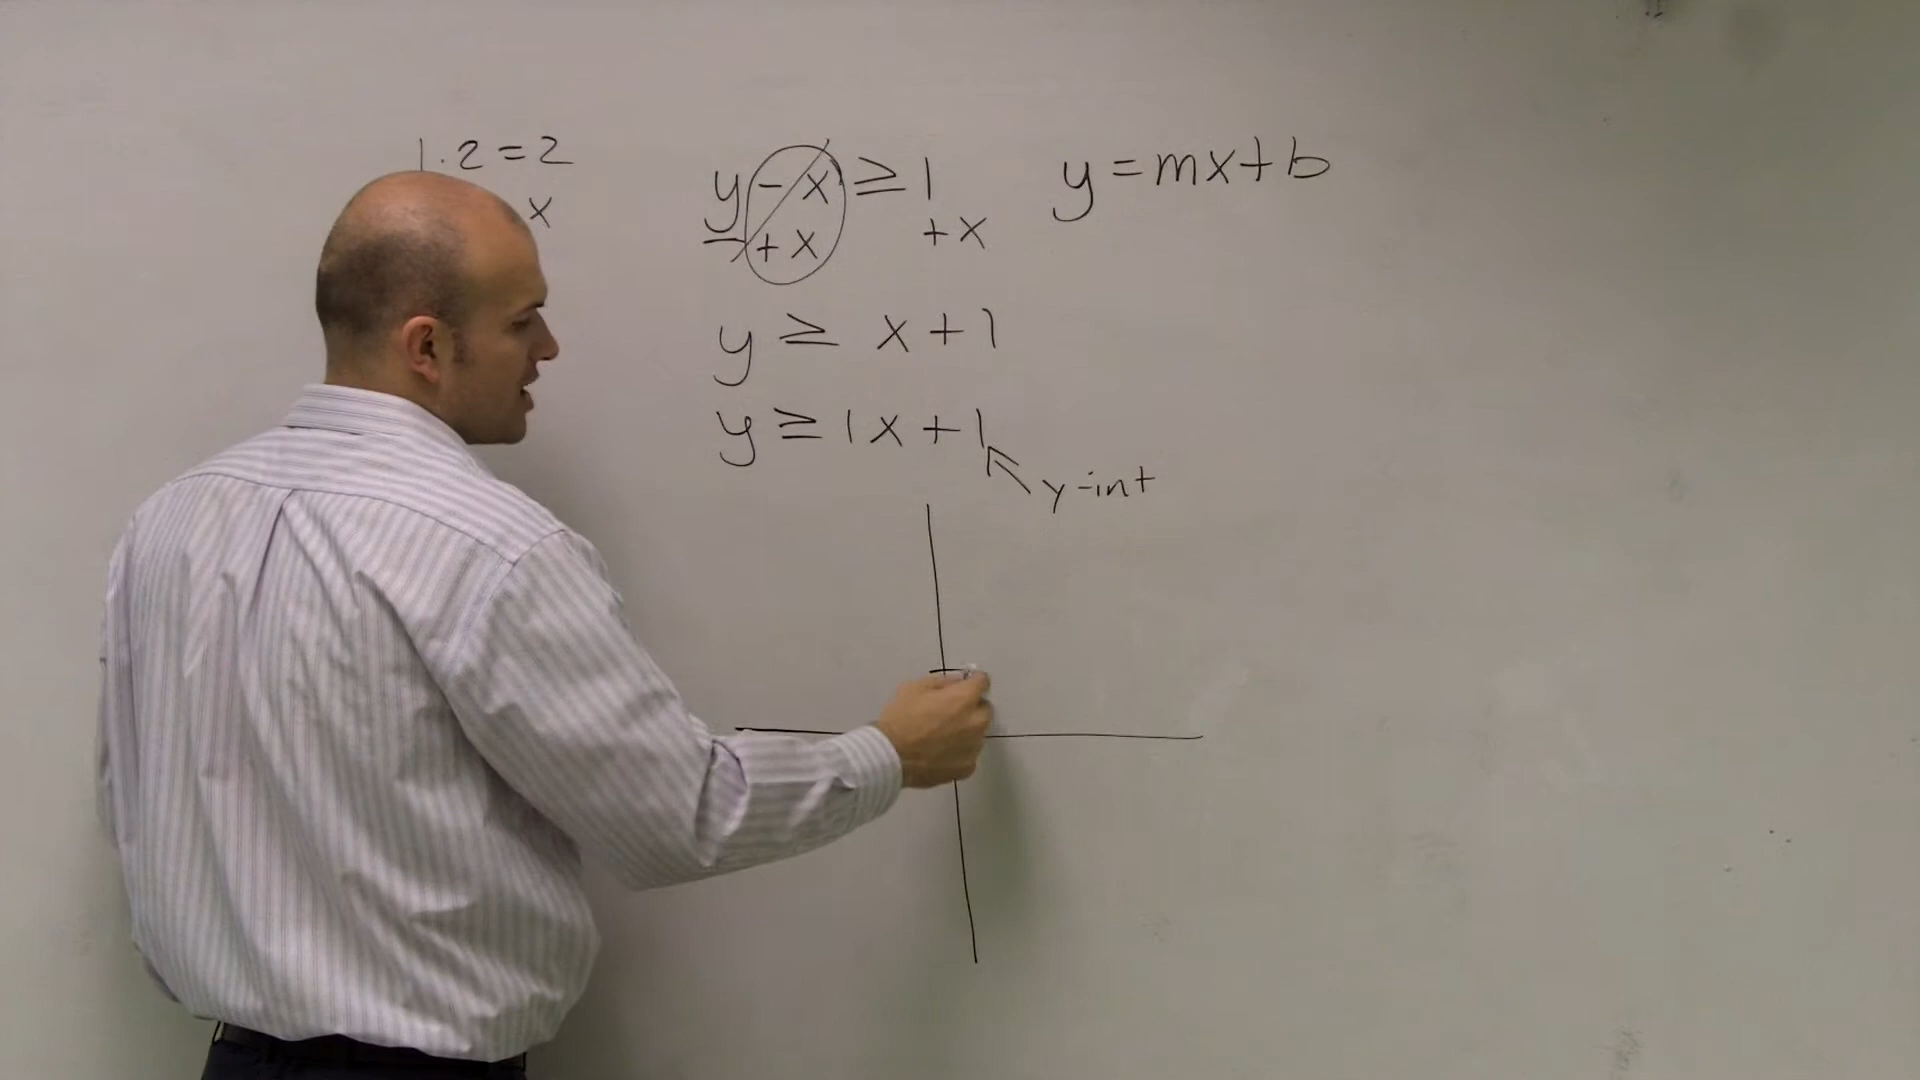 1·2=2
x
y-x≥1
+x +x
y=mx+b
y≥x+1
y≥1x+1
y-int